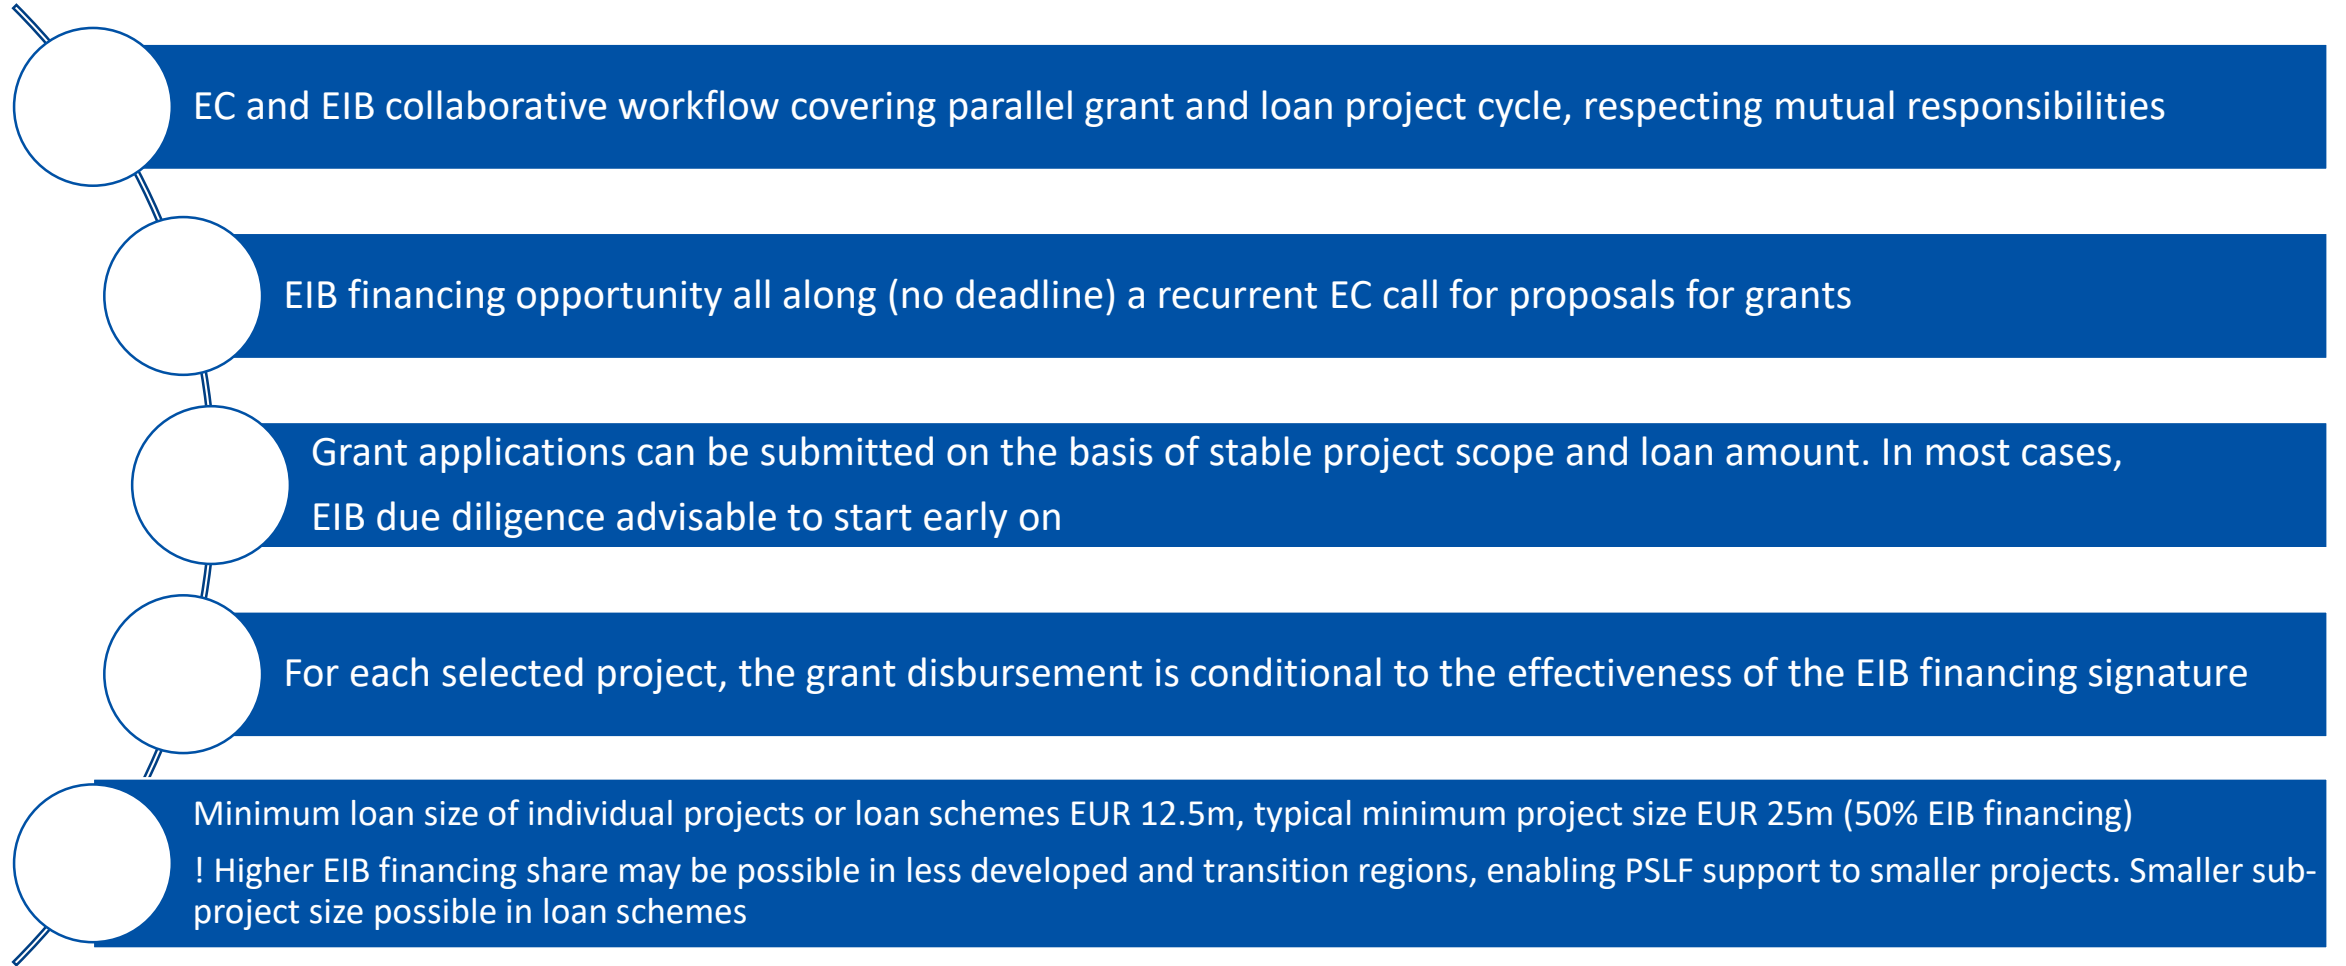 EC and EIB collaborative workflow covering parallel grant and loan project cycle, respecting mutual responsibilities
EIB financing opportunity all along (no deadline) a recurrent EC call for proposals for grants
Grant applications can be submitted on the basis of stable project scope and loan amount. In most cases,
EIB due diligence advisable to start early on
For each selected project, the grant disbursement is conditional to the effectiveness of the EIB financing signature
Minimum loan size of individual projects or loan schemes EUR 12.5m, typical minimum project size EUR 25m (50% EIB financing)
! Higher EIB financing share may be possible in less developed and transition regions, enabling PSLF support to smaller projects. Smaller sub-
project size possible in loan schemes